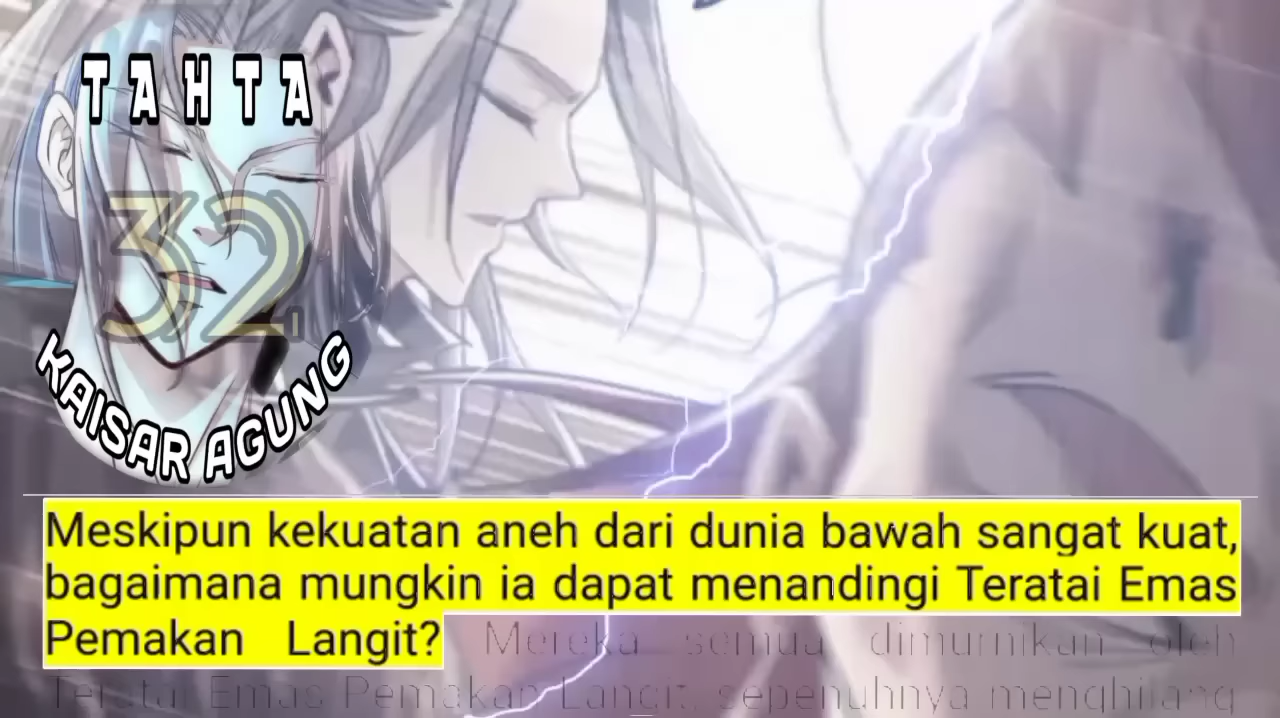 TAHTA
32
KAISAR AGUNG
Meskipun kekuatan aneh dari dunia bawah sangat kuat,
bagaimana mungkin ia dapat menandingi Teratai Emas
Pemakan Langit? Mereka semua dimurnikan oleh
Teratai Emas Pemakan Langit, sepenuhnya menghilang